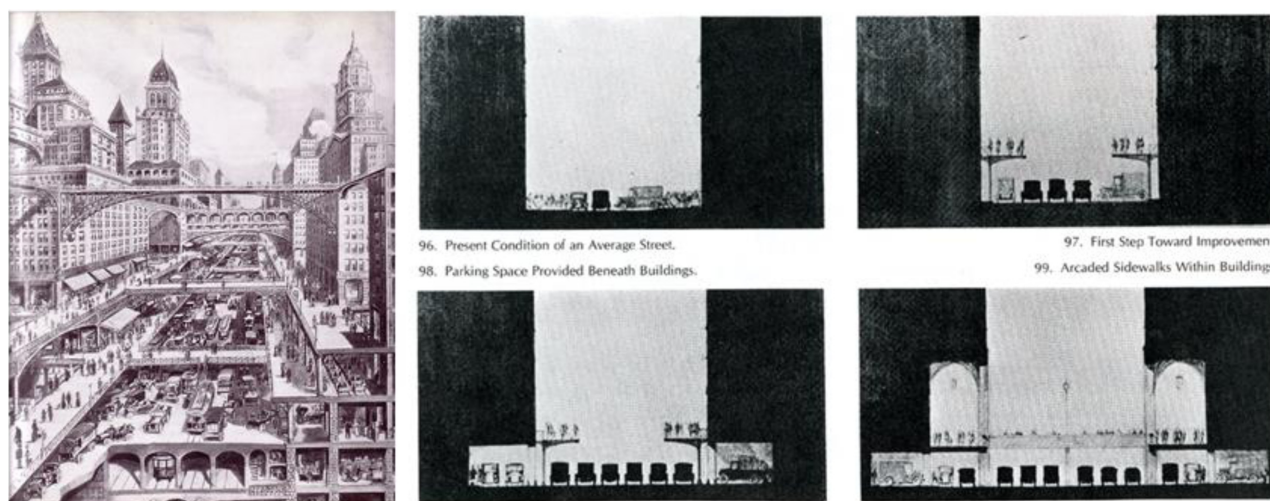 96. Present Condition of an Average Street.
97. First Step Toward Improvemen
98. Parking Space Provided Beneath Buildings.
99. Arcaded Sidewalks Within Building